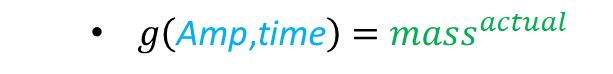 • g(Amp,time) = mass^actual